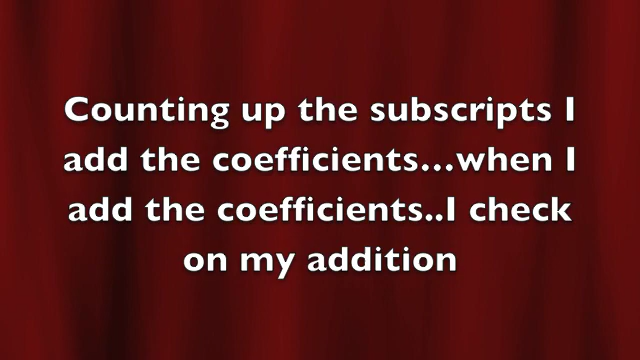 Counting up the subscripts I
add the coefficients...when I
add the coefficients..I check
on my addition